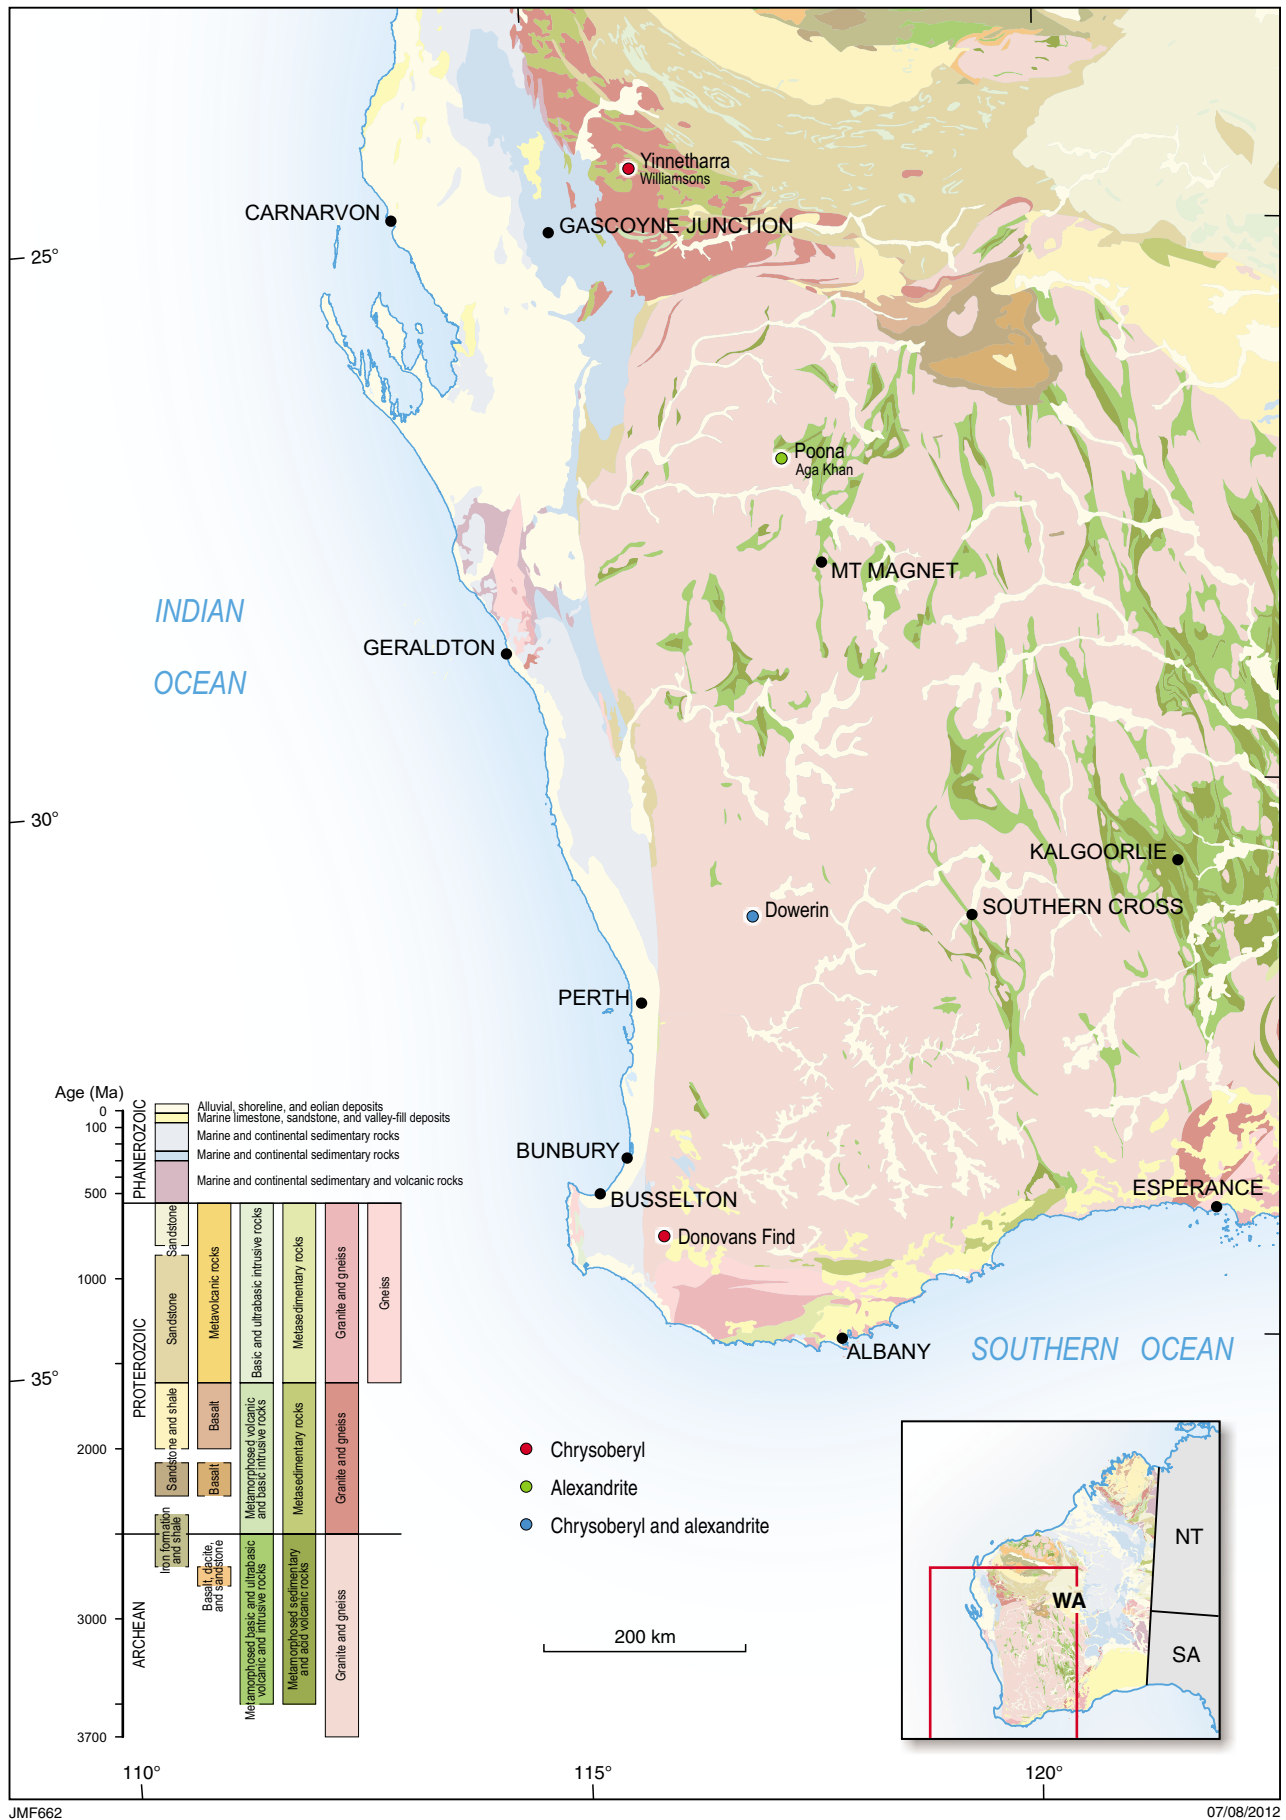 Yinnetharra
Williamsons
CARNARVON
GASCOYNE JUNCTION
25°
Poona
Aga Khan
MT MAGNET
INDIAN
OCEAN
GERALDTON
30°
KALGOORLIE
SOUTHERN CROSS
Dowerin
PERTH
BUNBURY
BUSSELTON
ESPERANCE
Donovans Find
ALBANY
SOUTHERN OCEAN
35°
Age (Ma)
0
100
500
1000
2000
3000
3700
PHANEROZOIC
PROTEROZOIC
ARCHEAN
Alluvial, shoreline, and eolian deposits
Marine limestone, sandstone, and valley-fill deposits
Marine and continental sedimentary rocks
Marine and continental sedimentary rocks
Marine and continental sedimentary and volcanic rocks
Sandstone
Sandstone
Sandstone and shale
Iron formation
and shale
Metavolcanic rocks
Basalt
Basalt
Basalt, dacite,
and sandstone
Basic and ultrabasic intrusive rocks
Metamorphosed volcanic
and basic intrusive rocks
Metamorphosed basic and ultrabasic
volcanic and intrusive rocks
Metasedimentary rocks
Metasedimentary rocks
Metamorphosed sedimentary
and acid volcanic rocks
Granite and gneiss
Granite and gneiss
Granite and gneiss
Gneiss
Chrysoberyl
Alexandrite
Chrysoberyl and alexandrite
200 km
NT
WA
SA
110°
115°
120°
JMF662
07/08/2012